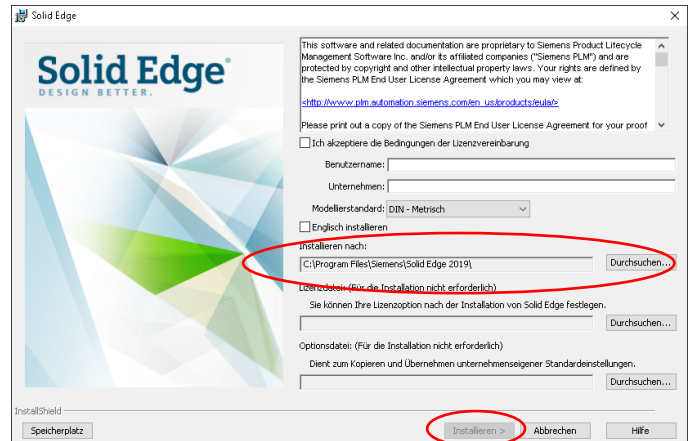 Solid Edge
Solid Edge®
DESIGN BETTER.
This software and related documentation are proprietary to Siemens Product Lifecycle
Management Software Inc. and/or its affiliated companies ("Siemens PLM") and are
protected by copyright and other intellectual property laws. Your rights are defined by
the Siemens PLM End User License Agreement which you may view at:
<http://www.plm.automation.siemens.com/en_us/products/eula/>
Please print out a copy of the Siemens PLM End User License Agreement for your proof
Ich akzeptiere die Bedingungen der Lizenzvereinbarung
Benutzername:
Unternehmen:
Modellierstandard: DIN - Metrisch
Englisch installieren
Installieren nach:
C:\Program Files\Siemens\Solid Edge 2019\ Durchsuchen...
Lizenzdatei: (Für die Installation nicht erforderlich)
Sie können Ihre Lizenzoption nach der Installation von Solid Edge festlegen.
Durchsuchen...
Optionsdatei: (Für die Installation nicht erforderlich)
Dient zum Kopieren und Übernehmen unternehmenseigener Standardeinstellungen.
Durchsuchen...
InstallShield
Speicherplatz Installieren > Abbrechen Hilfe